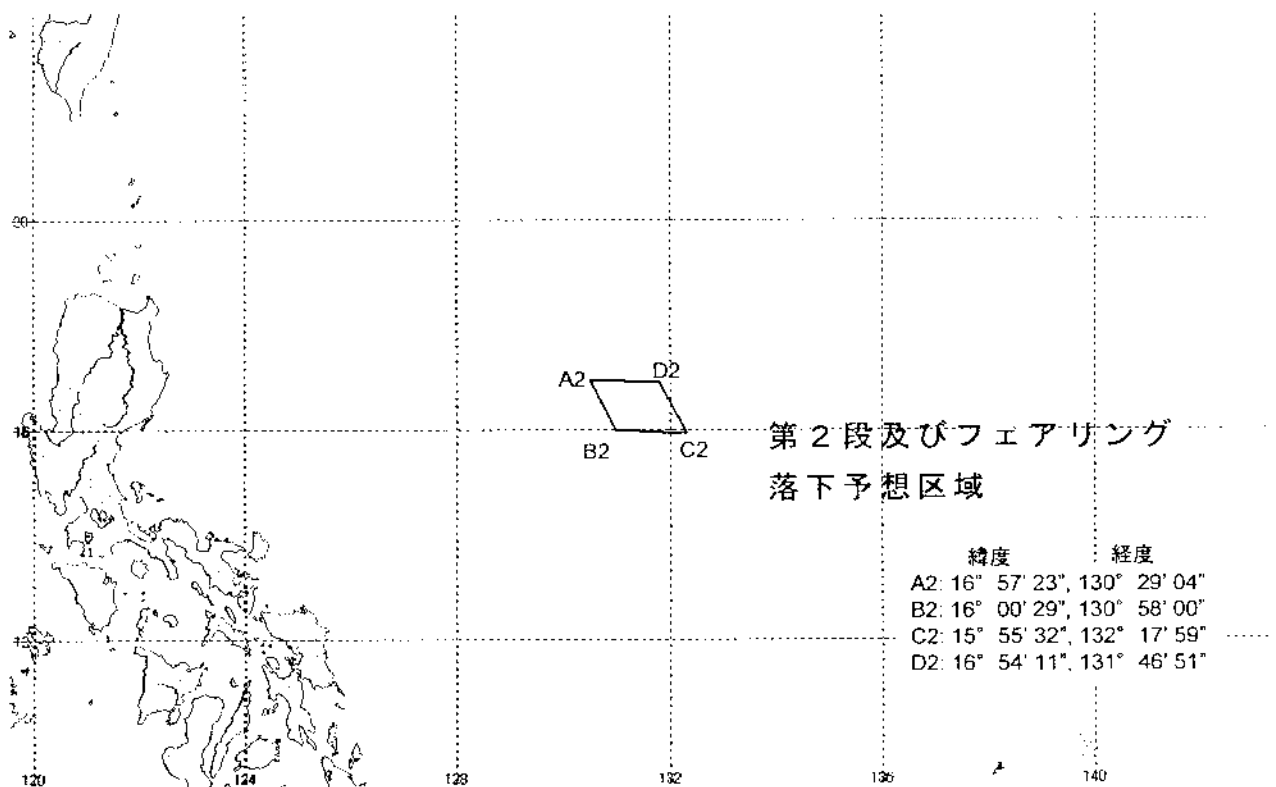 20
A2
D2
16
B2
C2
第２段及びフェアリング
落下予想区域
緯度 経度
A2: 16° 57' 23", 130° 29' 04"
B2: 16° 00' 29", 130° 58' 00"
C2: 15° 55' 32", 132° 17' 59"
D2: 16° 54' 11", 131° 46' 51"
120 124 128 132 136 140